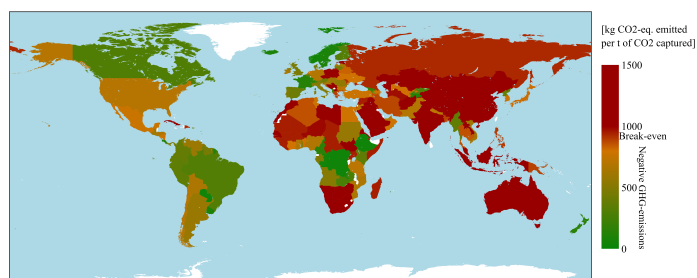 [kg CO2-eq. emitted
per t of CO2 captured]
1500
1000
Break-even
500
Negative GHG-emissions
0